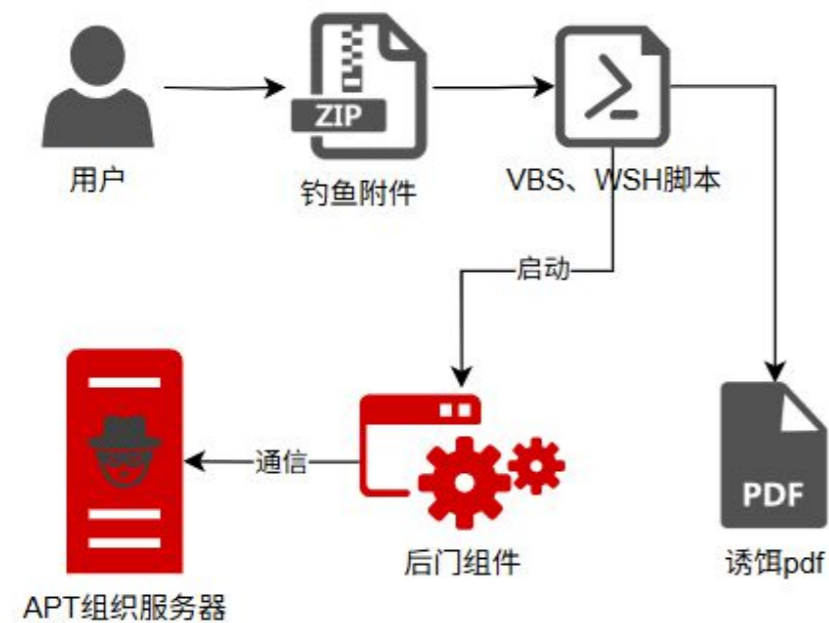 ZIP
用户
钓鱼附件
VBS、WSH脚本
启动
通信
PDF
后门组件
诱饵pdf
APT组织服务器